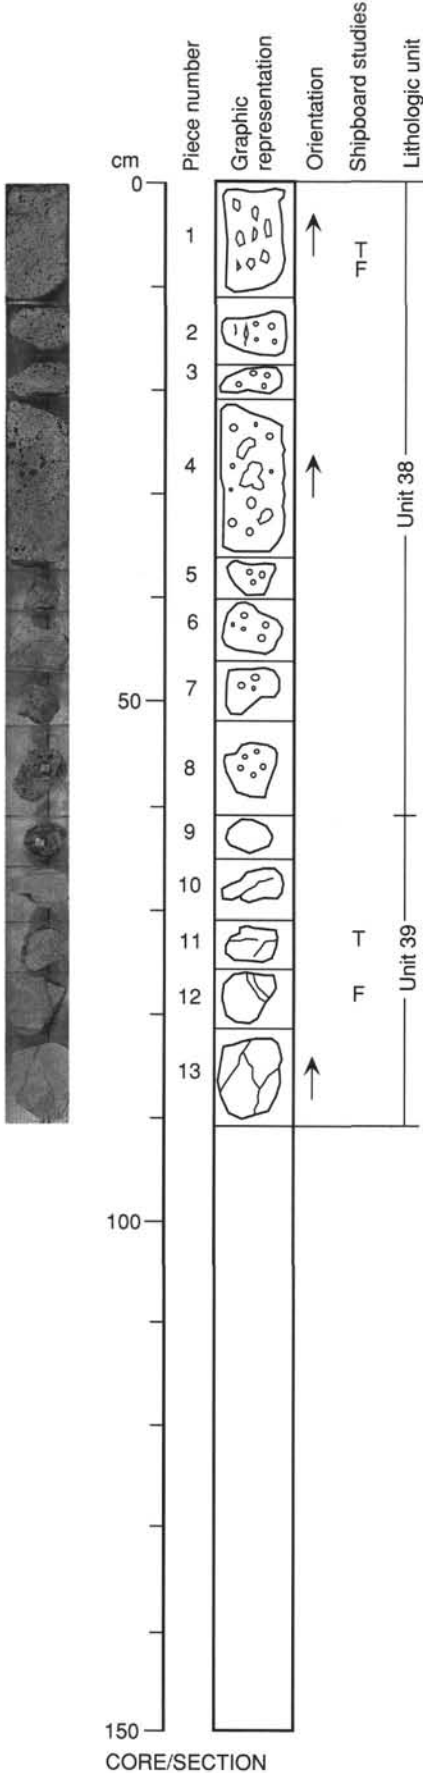 Piece number
Graphic
representation
Orientation
Shipboard studies
Lithologic unit
cm
0
1
T
F
2
3
4
Unit 38
5
6
50
7
8
9
10
11
T
Unit 39
12
F
13
100
150
CORE/SECTION